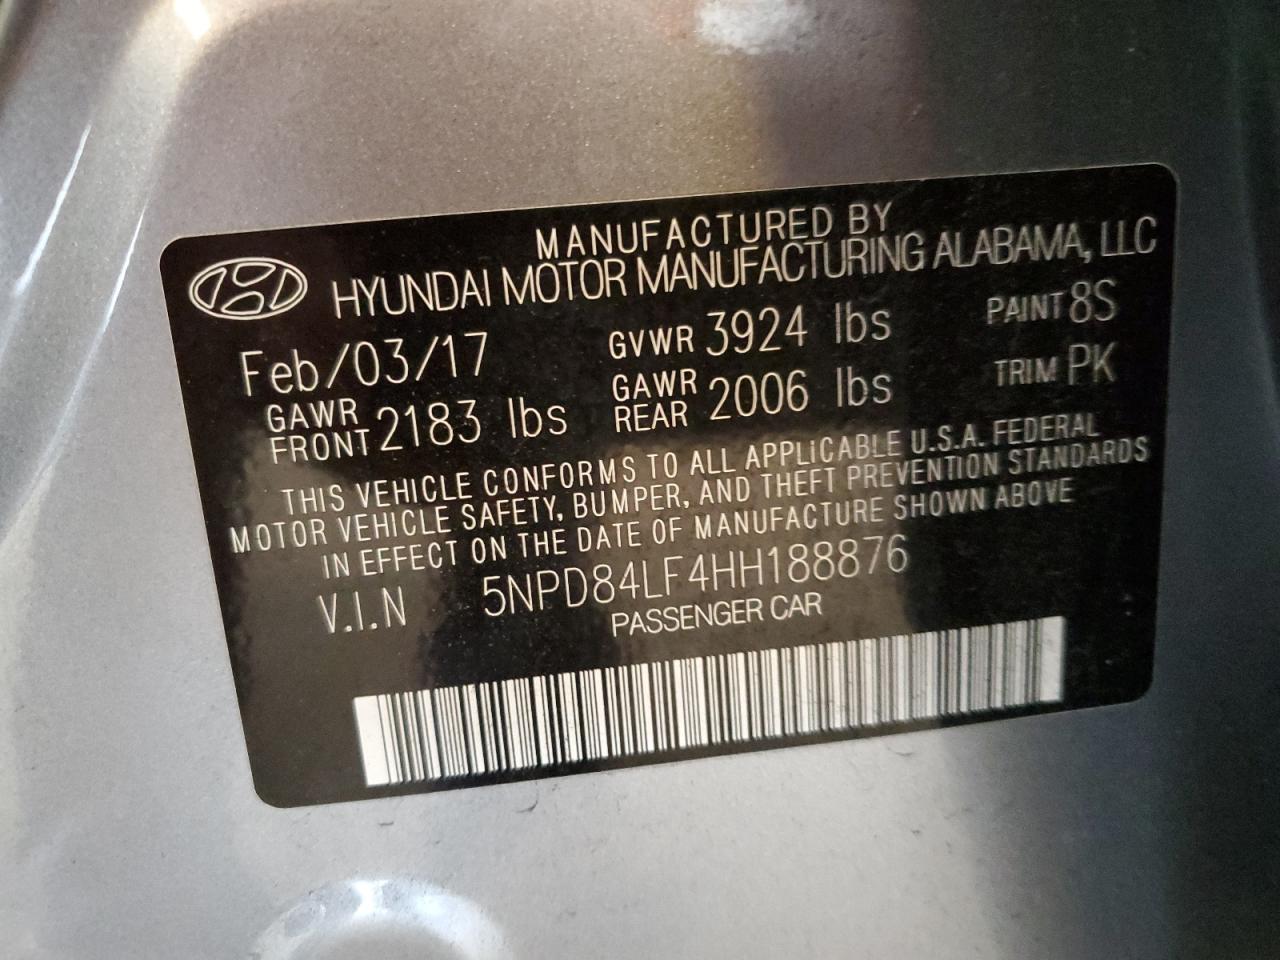 MANUFACTURED BY
HYUNDAI MOTOR MANUFACTURING ALABAMA, LLC
Feb/03/17 GVWR 3924 lbs PAINT 8S
GAWR FRONT 2183 lbs GAWR REAR 2006 lbs TRIM PK
THIS VEHICLE CONFORMS TO ALL APPLiCABLE U.S.A. FEDERAL
MOTOR VEHICLE SAFETY, BUMPER, AND THEFT PREVENTION STANDARDS
IN EFFECT ON THE DATE OF MANUFACTURE SHOWN ABOVE
V.I.N 5NPD84LF4HH188876
PASSENGER CAR